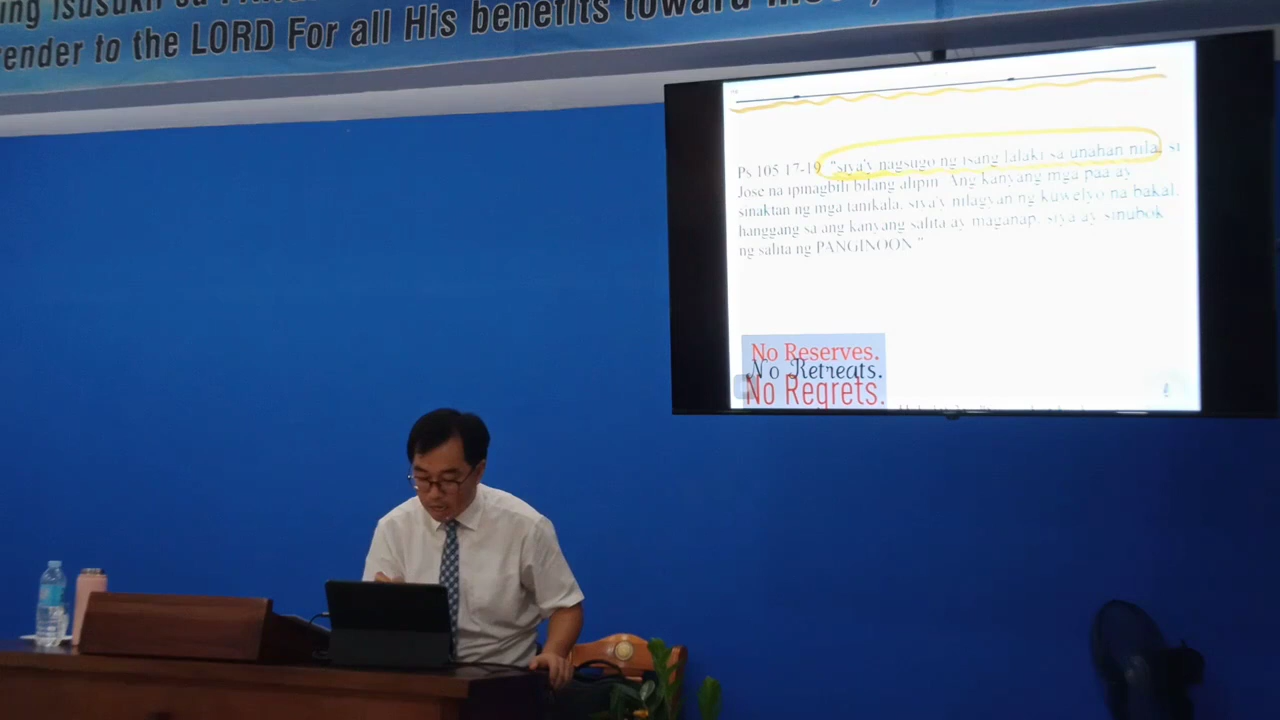 ng isusukli sa
render to the LORD For all His benefits toward
Ps 105 17-19 "siya'y nagsugo ng isang lalaki sa unahan nila, si
Jose na ipinagbili bilang alipin Ang kanyang mga paa ay
sinaktan ng mga tanikala, siya'y nilagyan ng kuwelyo na bakal,
hanggang sa ang kanyang salita ay maganap, siya ay sinubok
ng salita ng PANGINOON "
No Reserves.
No Retreats.
No Regrets.